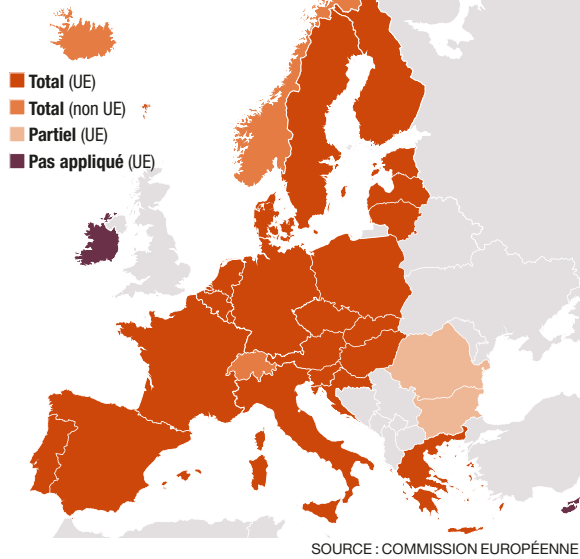 Total (UE)
Total (non UE)
Partiel (UE)
Pas appliqué (UE)
SOURCE : COMMISSION EUROPÉENNE